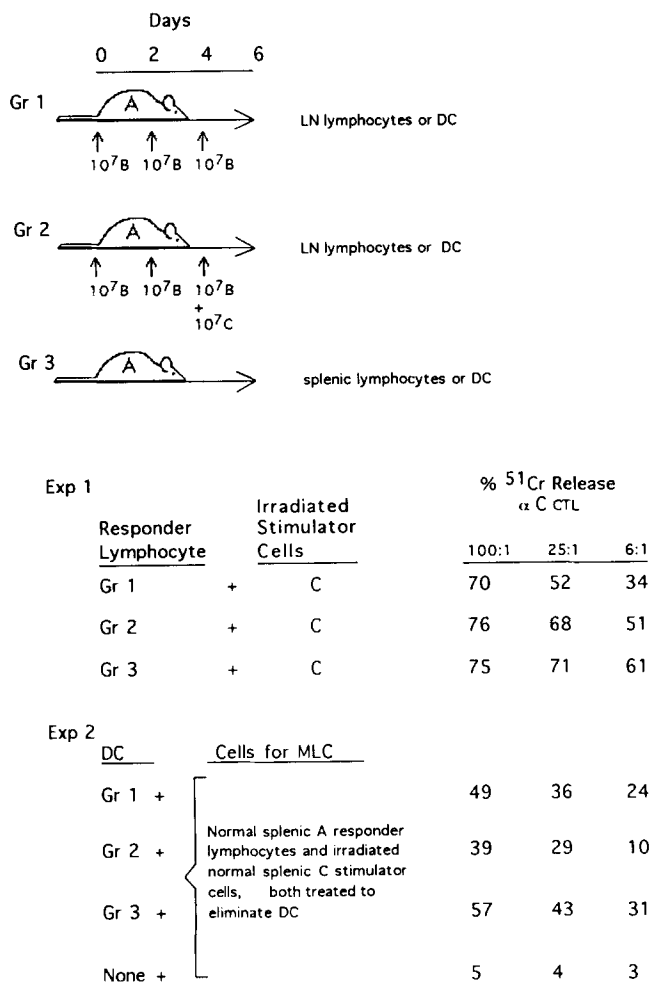 Days
0 2 4 6
Gr 1 A LN lymphocytes or DC
10⁷B 10⁷B 10⁷B
Gr 2 A LN lymphocytes or DC
10⁷B 10⁷B 10⁷B
+
10⁷C
Gr 3 A splenic lymphocytes or DC
Exp 1
% ⁵¹Cr Release
α C CTL
Responder Lymphocyte
Irradiated Stimulator Cells
100:1 25:1 6:1
Gr 1 + C 70 52 34
Gr 2 + C 76 68 51
Gr 3 + C 75 71 61
Exp 2
DC Cells for MLC
Gr 1 + 49 36 24
Gr 2 + 39 29 10
Gr 3 + 57 43 31
None + 5 4 3
Normal splenic A responder
lymphocytes and irradiated
normal splenic C stimulator
cells, both treated to
eliminate DC